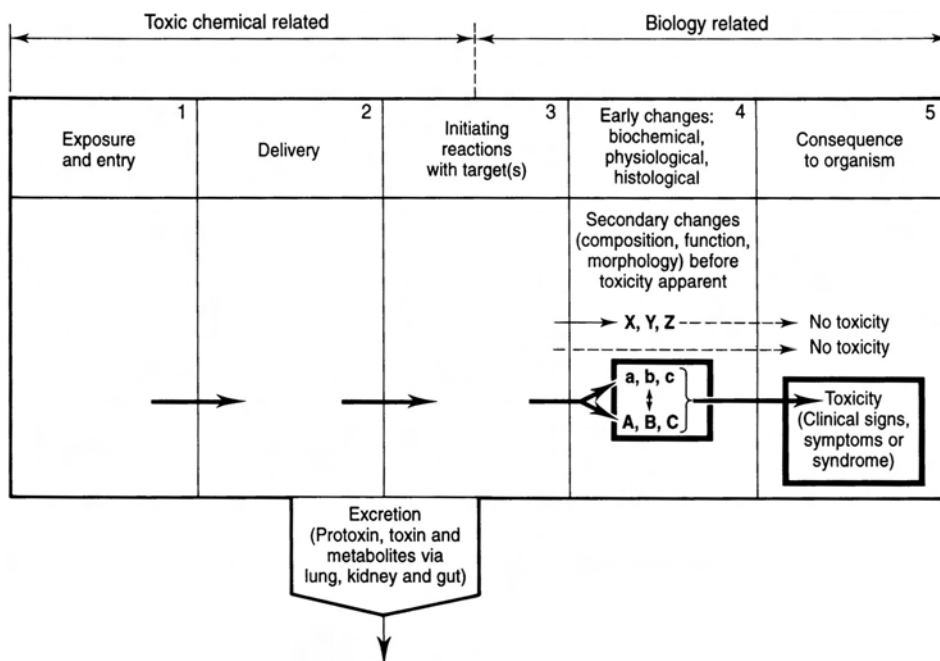 Toxic chemical related
Biology related
1
Exposure
and entry
2
Delivery
3
Initiating
reactions
with target(s)
4
Early changes:
biochemical,
physiological,
histological
5
Consequence
to organism
Secondary changes
(composition, function,
morphology) before
toxicity apparent
X, Y, Z
No toxicity
No toxicity
a, b, c
A, B, C
Toxicity
(Clinical signs,
symptoms or
syndrome)
Excretion
(Protoxin, toxin and
metabolites via
lung, kidney and gut)